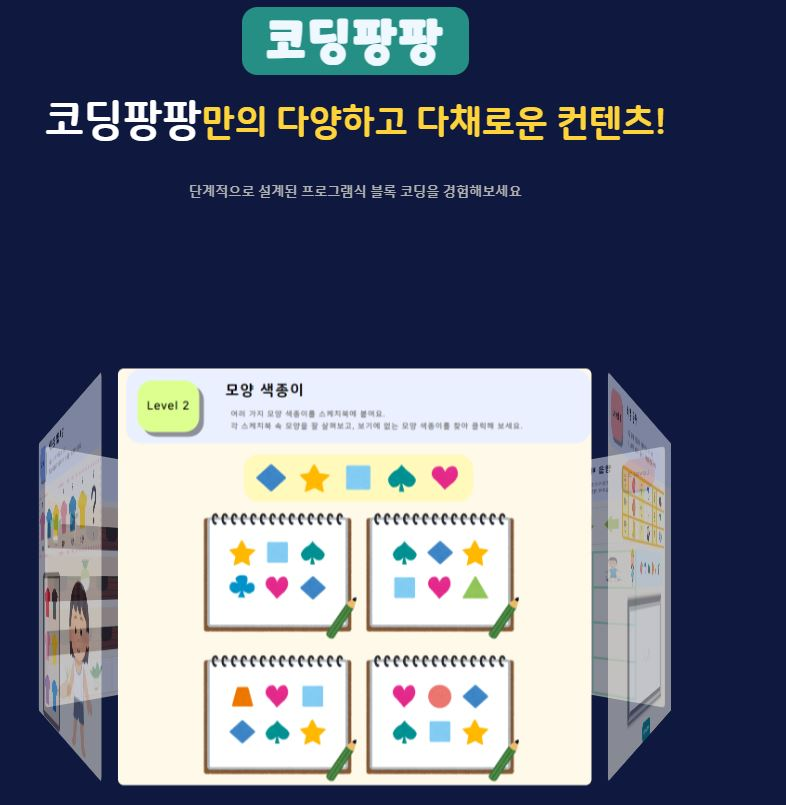 코딩팡팡
코딩팡팡만의 다양하고 다채로운 컨텐츠!
단계적으로 설계된 프로그램식 블록 코딩을 경험해보세요
Level 2
모양 색종이
여러 가지 모양 색종이를 스케치북에 붙여요.
각 스케치북 속 모양을 잘 살펴보고, 보기에 없는 모양 색종이를 찾아 클릭해 보세요.
?